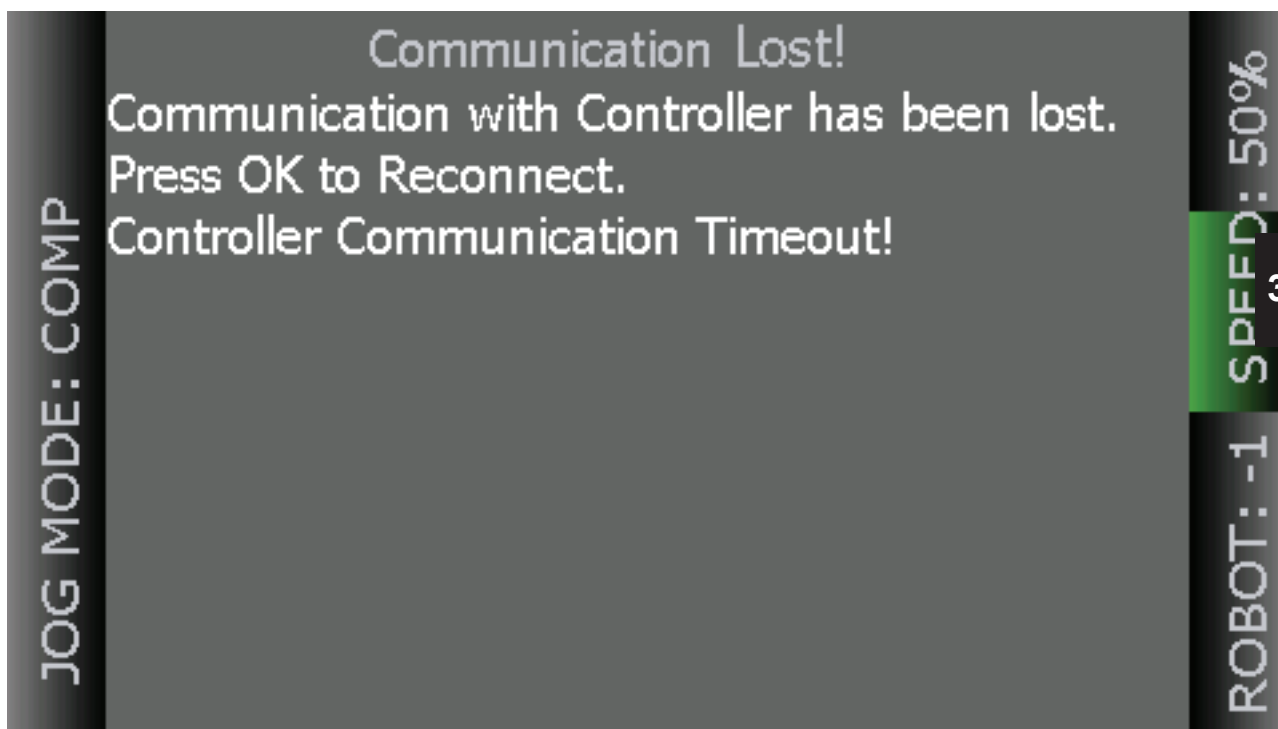 Communication Lost!
Communication with Controller has been lost.
Press OK to Reconnect.
Controller Communication Timeout!
JOG MODE: COMP
SPEED: 50%
ROBOT: -1
3